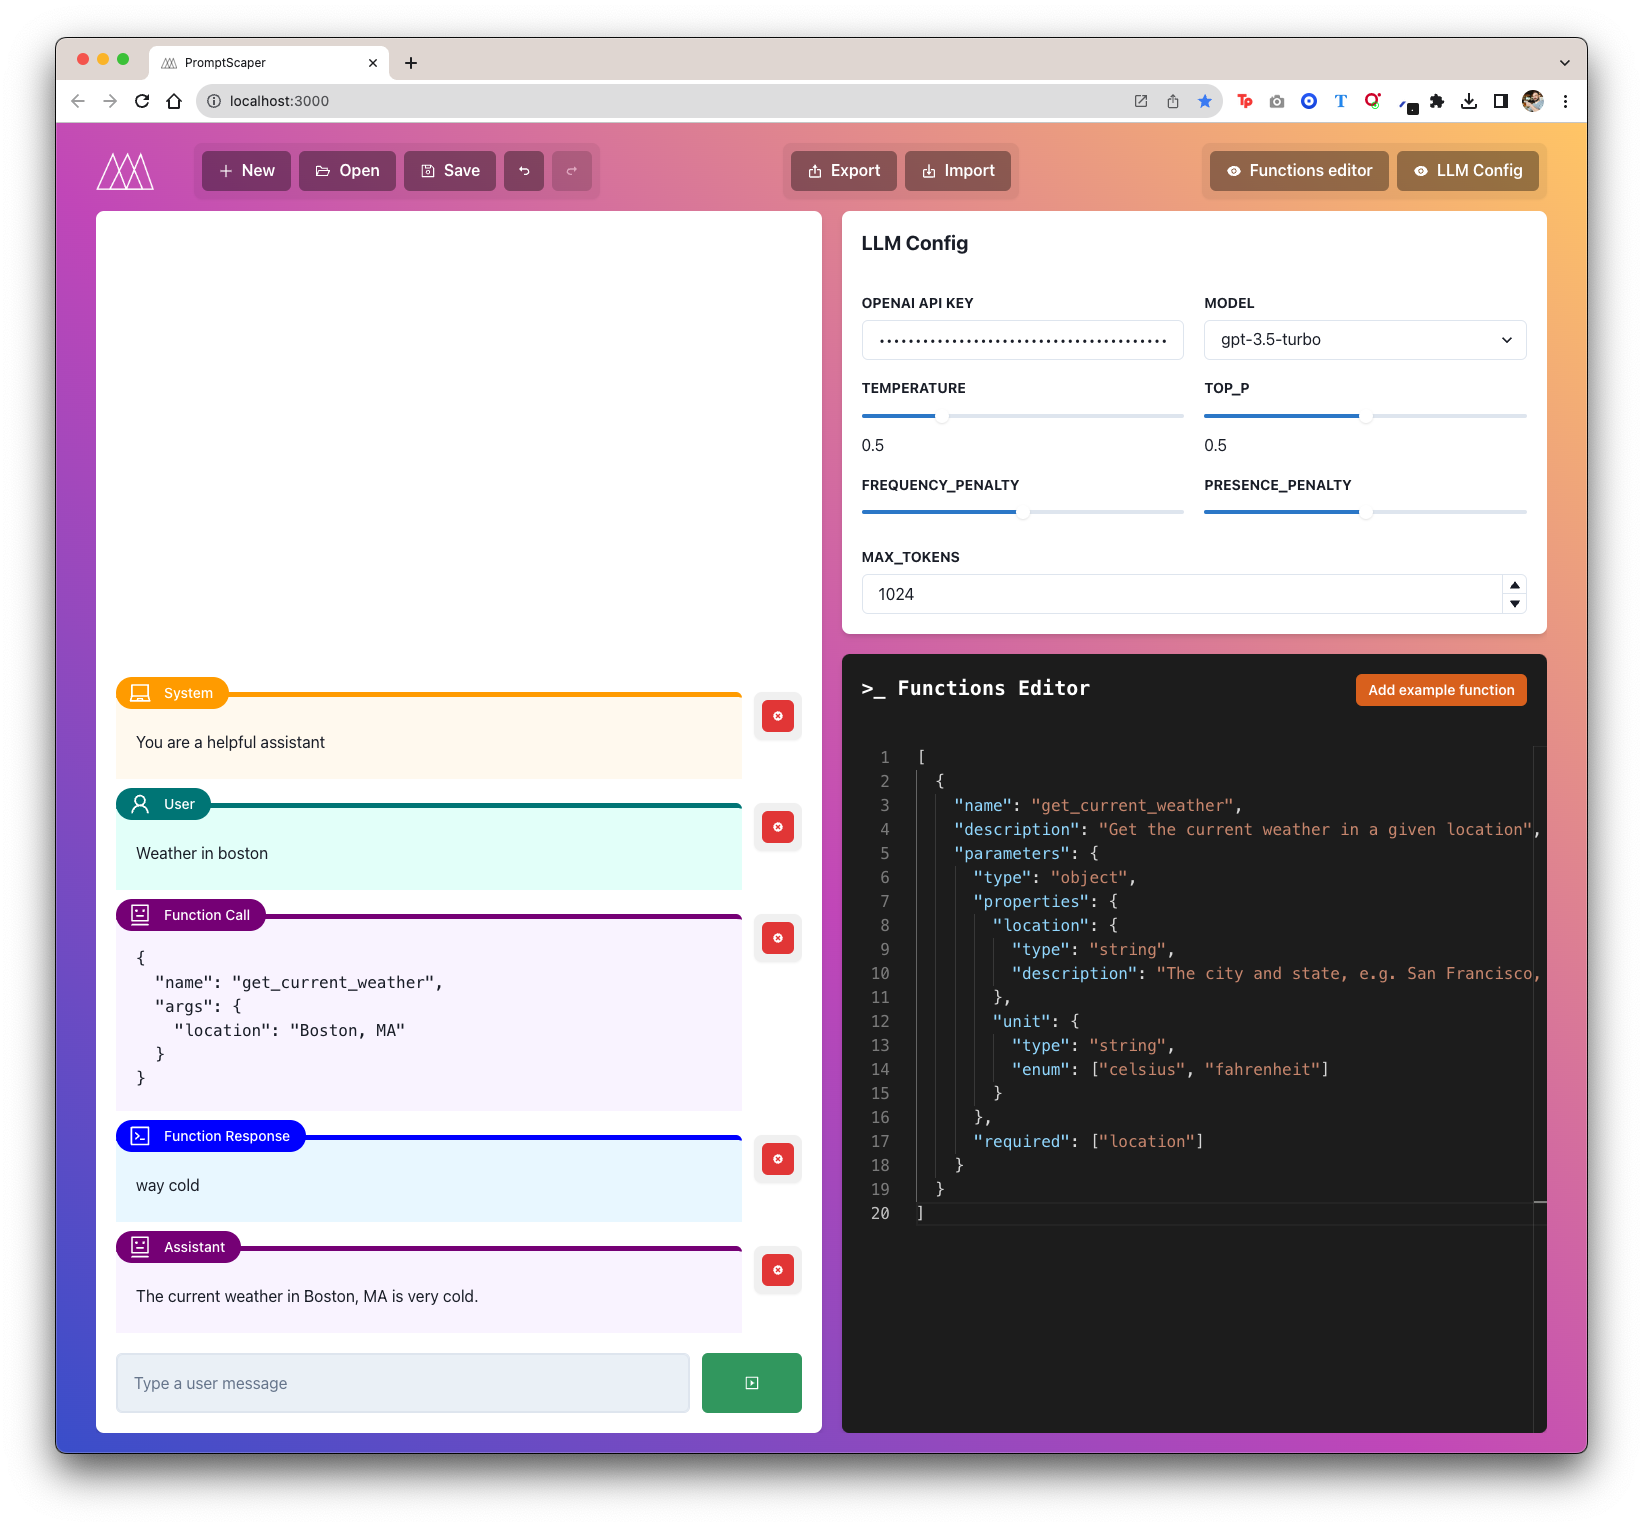 PromptScaper
localhost:3000
New
Open
Save
Export
Import
Functions editor
LLM Config
System
You are a helpful assistant
User
Weather in boston
Function Call
{
  "name": "get_current_weather",
  "args": {
    "location": "Boston, MA"
  }
}
Function Response
way cold
Assistant
The current weather in Boston, MA is very cold.
Type a user message
LLM Config
OPENAI API KEY
MODEL
••••••••••••••••••••••••••••••••••••••••
gpt-3.5-turbo
TEMPERATURE
TOP_P
0.5
0.5
FREQUENCY_PENALTY
PRESENCE_PENALTY
MAX_TOKENS
1024
>_ Functions Editor
Add example function
1 [
2   {
3     "name": "get_current_weather",
4     "description": "Get the current weather in a given location",
5     "parameters": {
6       "type": "object",
7       "properties": {
8         "location": {
9           "type": "string",
10           "description": "The city and state, e.g. San Francisco,
11         },
12         "unit": {
13           "type": "string",
14           "enum": ["celsius", "fahrenheit"]
15         }
16       },
17       "required": ["location"]
18     }
19   }
20 ]